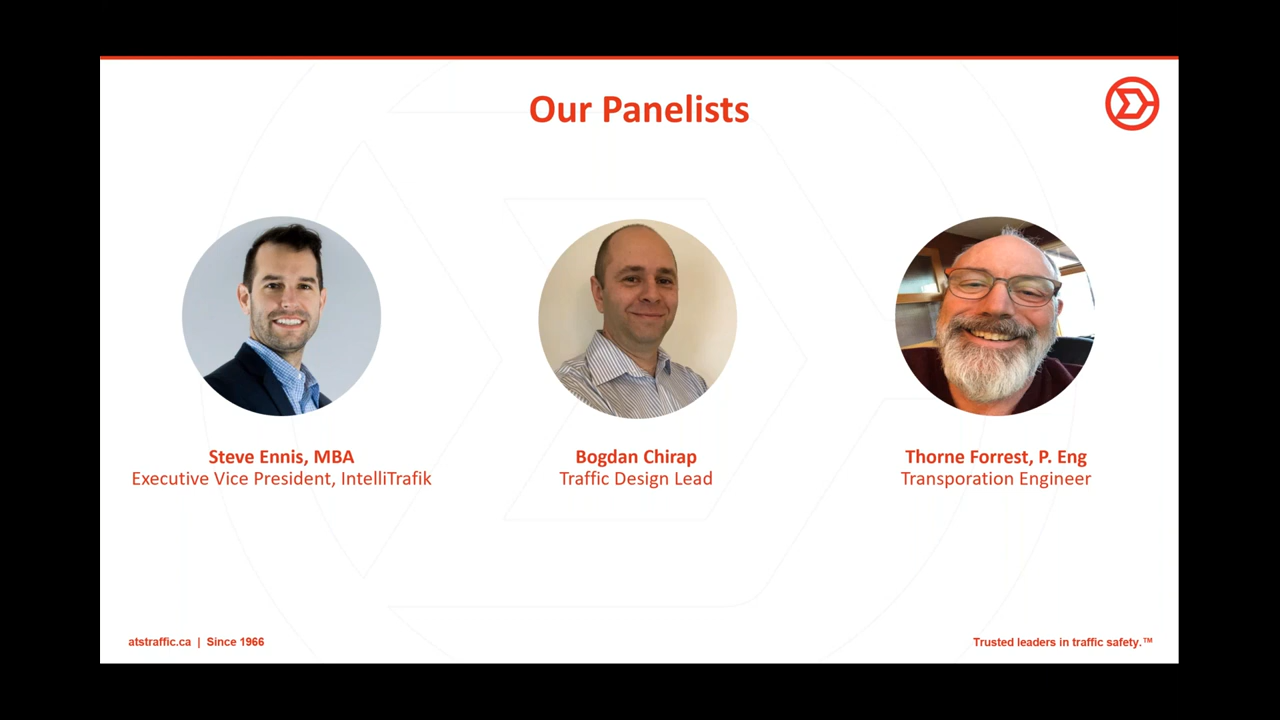 Our Panelists
Steve Ennis, MBA
Executive Vice President, IntelliTrafik
Bogdan Chirap
Traffic Design Lead
Thorne Forrest, P. Eng
Transporation Engineer
atstraffic.ca | Since 1966
Trusted leaders in traffic safety.™